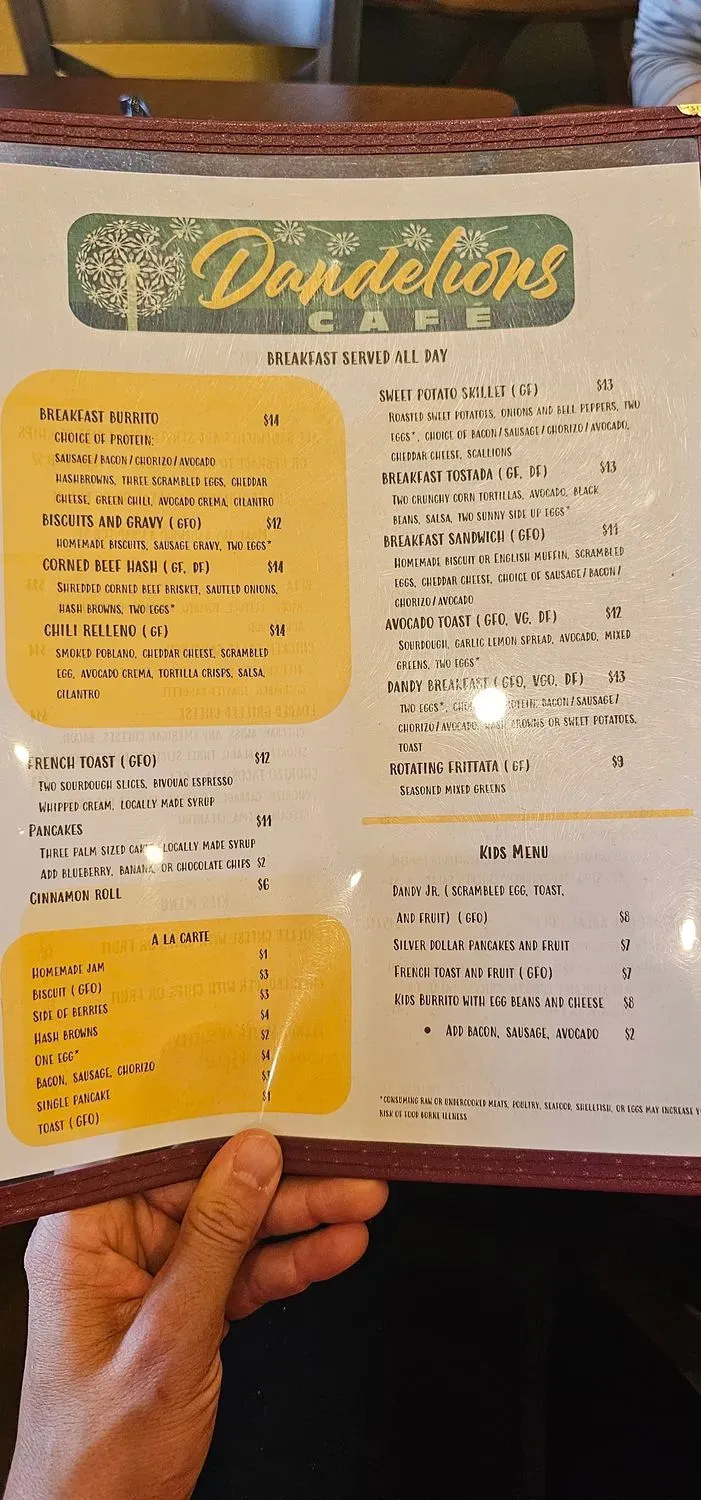 Dandelions
CAFÉ
BREAKFAST SERVED ALL DAY
BREAKFAST BURRITO $14
CHOICE OF PROTEIN:
SAUSAGE/BACON/CHORIZO/AVOCADO
HASHBROWNS, THREE SCRAMBLED EGGS, CHEDDAR
CHEESE, GREEN CHILI, AVOCADO CREMA, CILANTRO
BISCUITS AND GRAVY (GFO) $12
HOMEMADE BISCUITS, SAUSAGE GRAVY, TWO EGGS*
CORNED BEEF HASH (GF, DF) $14
SHREDDED CORNED BEEF BRISKET, SAUTEED ONIONS,
HASH BROWNS, TWO EGGS*
CHILI RELLENO (GF) $14
SMOKED POBLANO, CHEDDAR CHEESE, SCRAMBLED
EGG, AVOCADO CREMA, TORTILLA CRISPS, SALSA,
CILANTRO
FRENCH TOAST (GFO) $12
TWO SOURDOUGH SLICES, BIVOUAC ESPRESSO
WHIPPED CREAM, LOCALLY MADE SYRUP
PANCAKES $11
THREE PALM SIZED LOCALLY MADE SYRUP
ADD BLUEBERRY, BANANA, OR CHOCOLATE CHIPS $2
CINNAMON ROLL $6
A LA CARTE
HOMEMADE JAM $1
BISCUIT (GFO) $3
SIDE OF BERRIES $3
HASH BROWNS $4
ONE EGG* $2
BACON, SAUSAGE, CHORIZO $4
SINGLE PANCAKE
TOAST (GFO) $1
SWEET POTATO SKILLET (GF) $13
ROASTED SWEET POTATOES, ONIONS AND BELL PEPPERS, TWO
EGGS*, CHOICE OF BACON/SAUSAGE/CHORIZO/AVOCADO,
CHEDDAR CHEESE, SCALLIONS
BREAKFAST TOSTADA (GF, DF) $13
TWO CRUNCHY CORN TORTILLAS, AVOCADO, BLACK
BEANS, SALSA, TWO SUNNY SIDE UP EGGS*
BREAKFAST SANDWICH (GFO) $11
HOMEMADE BISCUIT OR ENGLISH MUFFIN, SCRAMBLED
EGGS, CHEDDAR CHEESE, CHOICE OF SAUSAGE/BACON/
CHORIZO/AVOCADO
AVOCADO TOAST (GFO, VG, DF) $12
SOURDOUGH, GARLIC LEMON SPREAD, AVOCADO, MIXED
GREENS, TWO EGGS*
DANDY BREAKFAST (GFO, VGO, DF) $13
TWO EGGS*, PROTEIN: BACON/SAUSAGE/
CHORIZO/AVOCADO, HASH BROWNS OR SWEET POTATOES,
TOAST
ROTATING FRITTATA (GF) $9
SEASONED MIXED GREENS
KIDS MENU
DANDY JR. (SCRAMBLED EGG, TOAST,
AND FRUIT) (GFO) $8
SILVER DOLLAR PANCAKES AND FRUIT $7
FRENCH TOAST AND FRUIT (GFO) $7
KIDS BURRITO WITH EGG BEANS AND CHEESE $8
• ADD BACON, SAUSAGE, AVOCADO $2
*CONSUMING RAW OR UNDERCOOKED MEATS, POULTRY, SEAFOOD, SHELLFISH, OR EGGS MAY INCREASE
RISK OF FOOD BORNE ILLNESS